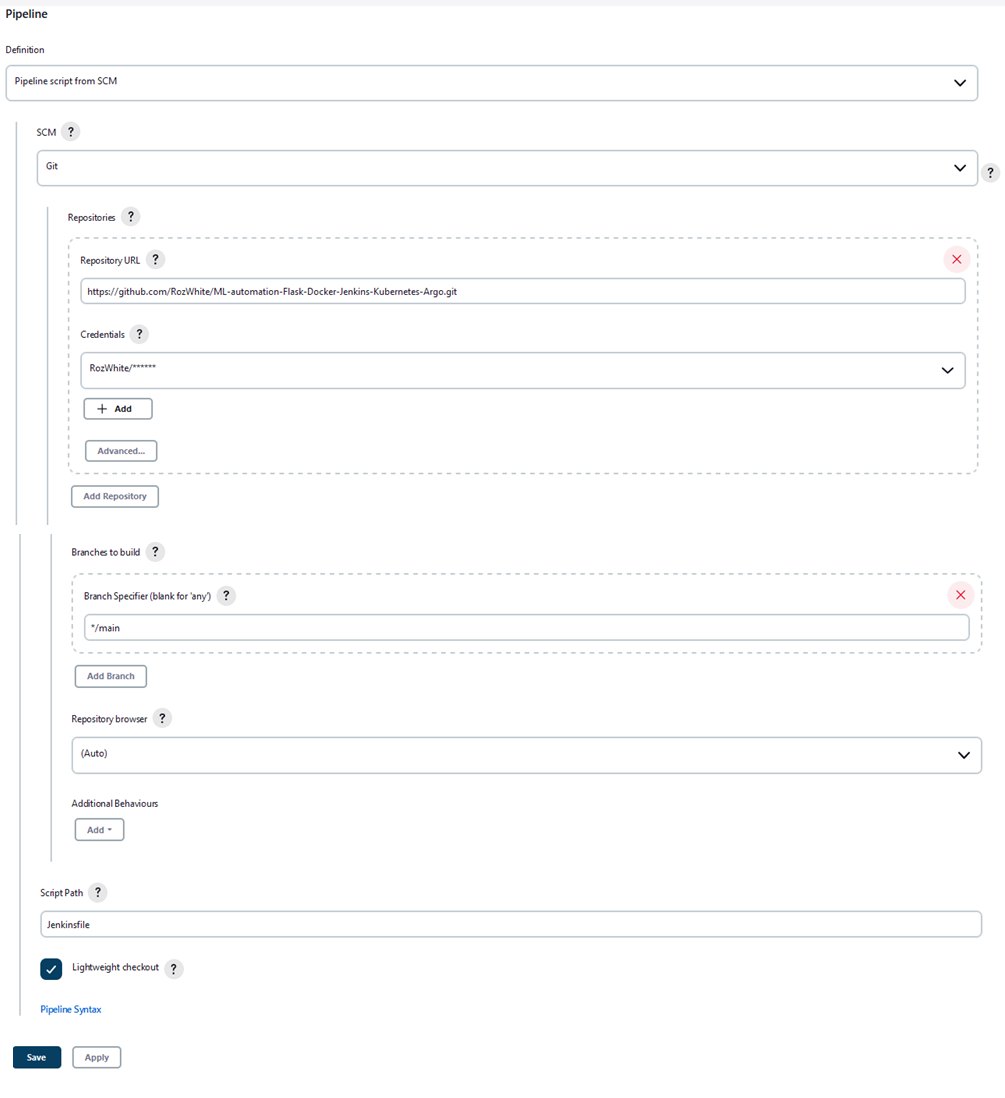 Pipeline
Definition
Pipeline script from SCM
SCM ?
Git
?
Repositories ?
Repository URL ?
https://github.com/RozWhite/ML-automation-Flask-Docker-Jenkins-Kubernetes-Argo.git
Credentials ?
RozWhite/******
+ Add
Advanced...
Add Repository
Branches to build ?
Branch Specifier (blank for 'any') ?
*/main
Add Branch
Repository browser ?
(Auto)
Additional Behaviours
Add
Script Path ?
Jenkinsfile
Lightweight checkout ?
Pipeline Syntax
Save Apply